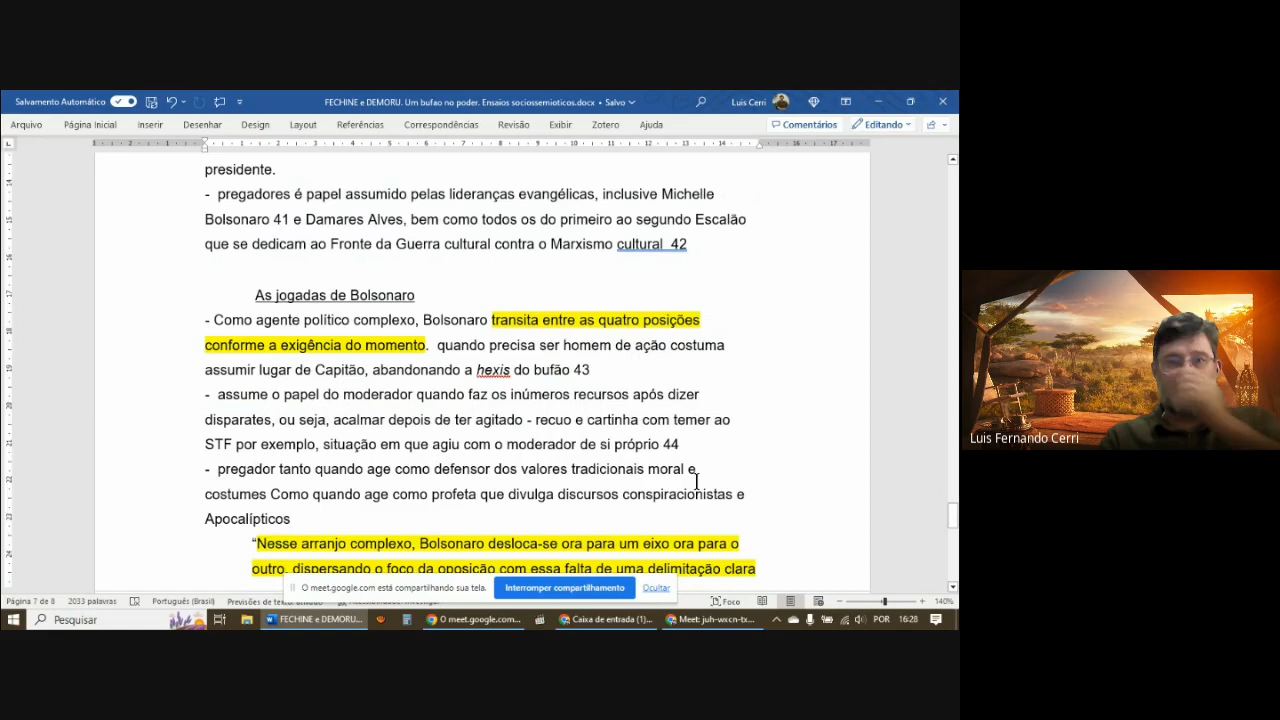 Salvamento Automático
FECHINE e DEMORU. Um bufao no poder. Ensaios sociossemioticos.docx • Salvo
Luis Cerri
Arquivo Página Inicial Inserir Desenhar Design Layout Referências Correspondências Revisão Exibir Zotero Ajuda Comentários Editando
presidente.
- pregadores é papel assumido pelas lideranças evangélicas, inclusive Michelle
Bolsonaro 41 e Damares Alves, bem como todos os do primeiro ao segundo Escalão
que se dedicam ao Fronte da Guerra cultural contra o Marxismo cultural 42
As jogadas de Bolsonaro
- Como agente político complexo, Bolsonaro transita entre as quatro posições
conforme a exigência do momento. quando precisa ser homem de ação costuma
assumir lugar de Capitão, abandonando a hexis do bufão 43
- assume o papel do moderador quando faz os inúmeros recursos após dizer
disparates, ou seja, acalmar depois de ter agitado - recuo e cartinha com temer ao
STF por exemplo, situação em que agiu com o moderador de si próprio 44
- pregador tanto quando age como defensor dos valores tradicionais moral e
costumes Como quando age como profeta que divulga discursos conspiracionistas e
Apocalípticos
“Nesse arranjo complexo, Bolsonaro desloca-se ora para um eixo ora para o
outro, dispersando o foco da oposição com essa falta de uma delimitação clara
O meet.google.com está compartilhando sua tela. Interromper compartilhamento Ocultar
Página 7 de 8 2033 palavras Português (Brasil) Foco 140%
Pesquisar FECHINE e DEMORU... O meet.google.com... Caixa de entrada (1)... Meet: juh-wxcn-tx... POR 16:28
Luis Fernando Cerri